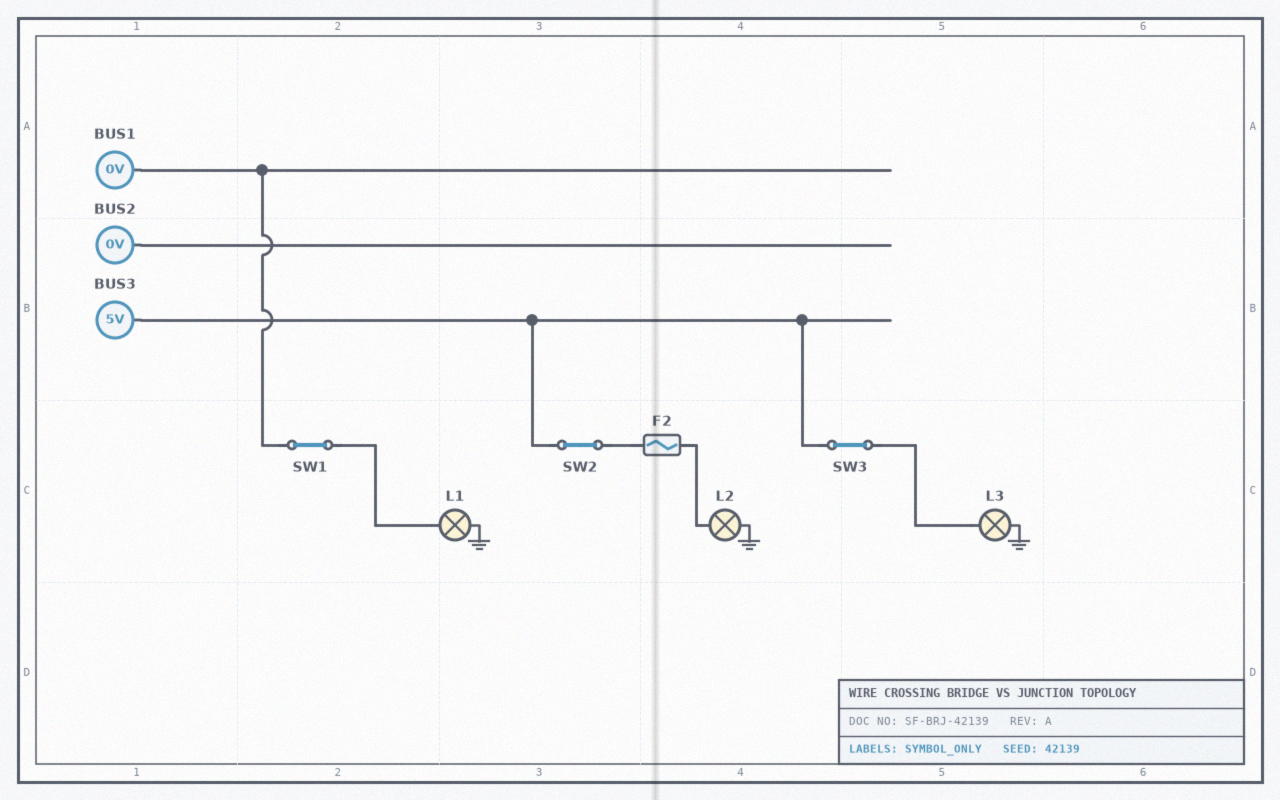 1 2 3 4 5 6
A A
BUS1
0V
BUS2
0V
BUS3
5V
B B
F2
SW1 SW2 SW3
C C
L1 L2 L3
D D
WIRE CROSSING BRIDGE VS JUNCTION TOPOLOGY
DOC NO: SF-BRJ-42139 REV: A
LABELS: SYMBOL_ONLY SEED: 42139
1 2 3 4 5 6